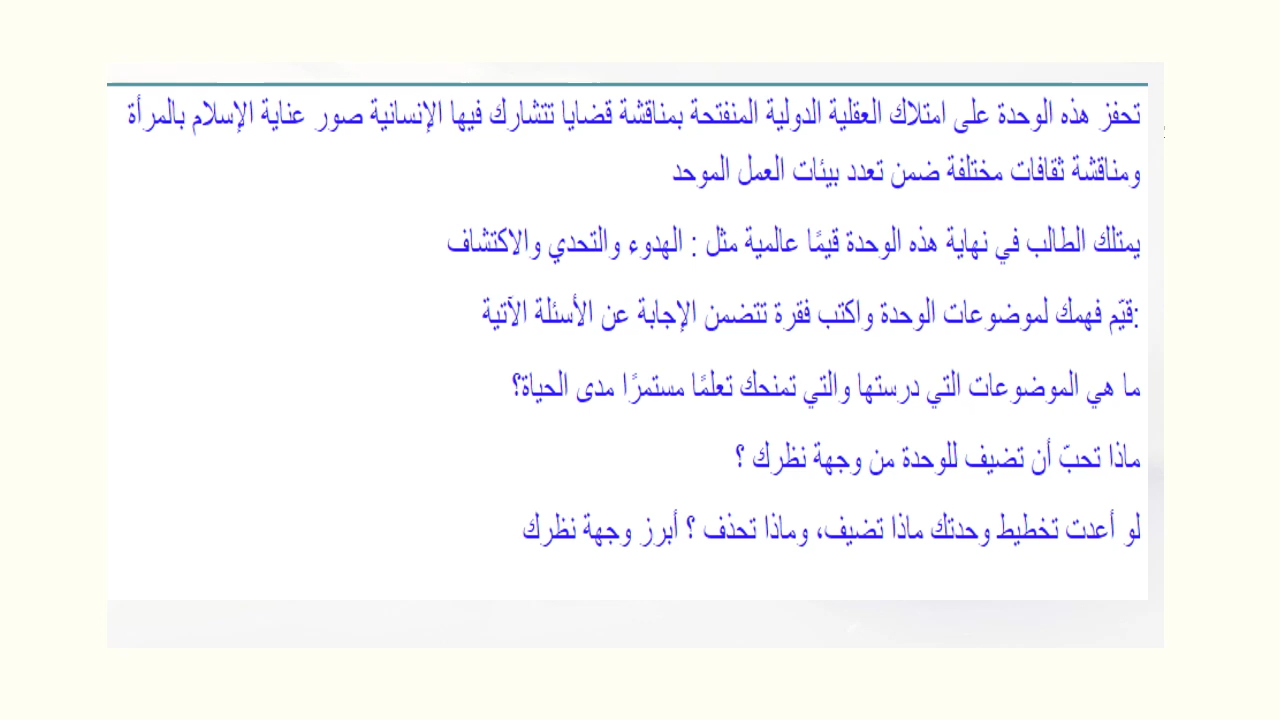 تحفز هذه الوحدة على امتلاك العقلية الدولية المنفتحة بمناقشة قضايا تتشارك فيها الإنسانية صور عناية الإسلام بالمرأة
ومناقشة ثقافات مختلفة ضمن تعدد بيئات العمل الموحد
يمتلك الطالب في نهاية هذه الوحدة قيمًا عالمية مثل : الهدوء والتحدي والاكتشاف
:قيّم فهمك لموضوعات الوحدة واكتب فقرة تتضمن الإجابة عن الأسئلة الآتية
ما هي الموضوعات التي درستها والتي تمنحك تعلمًا مستمرًا مدى الحياة؟
ماذا تحبّ أن تضيف للوحدة من وجهة نظرك ؟
لو أعدت تخطيط وحدتك ماذا تضيف، وماذا تحذف ؟ أبرز وجهة نظرك